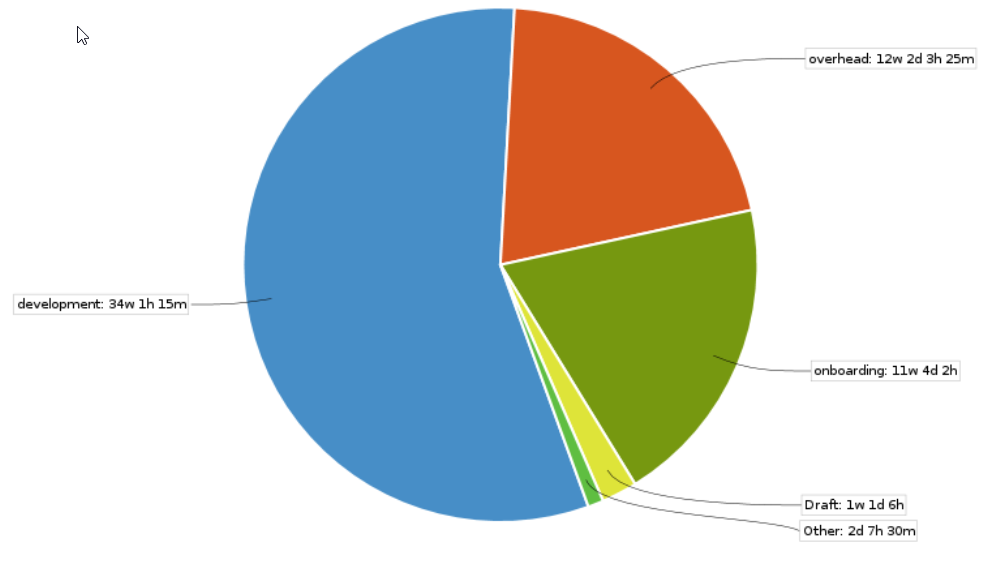 overhead: 12w 2d 3h 25m
development: 34w 1h 15m
onboarding: 11w 4d 2h
Draft: 1w 1d 6h
Other: 2d 7h 30m